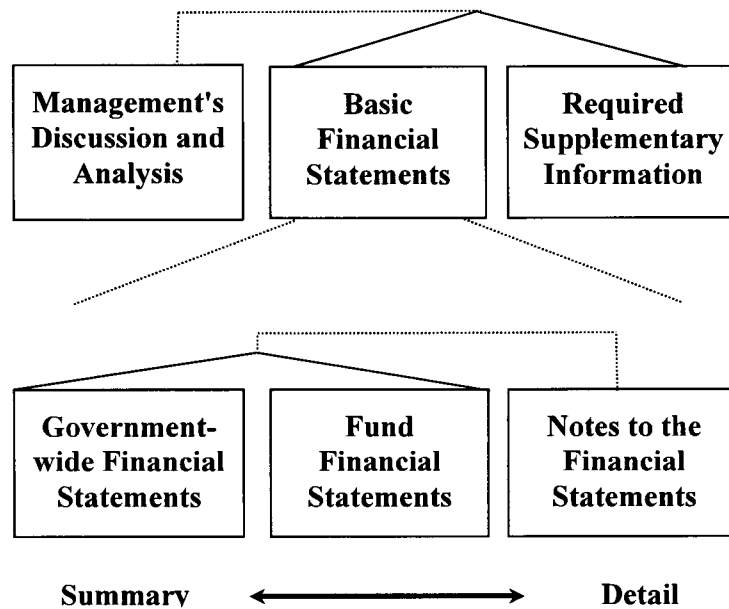 Management's
Discussion and
Analysis
Basic
Financial
Statements
Required
Supplementary
Information
Government-
wide Financial
Statements
Fund
Financial
Statements
Notes to the
Financial
Statements
Summary
Detail